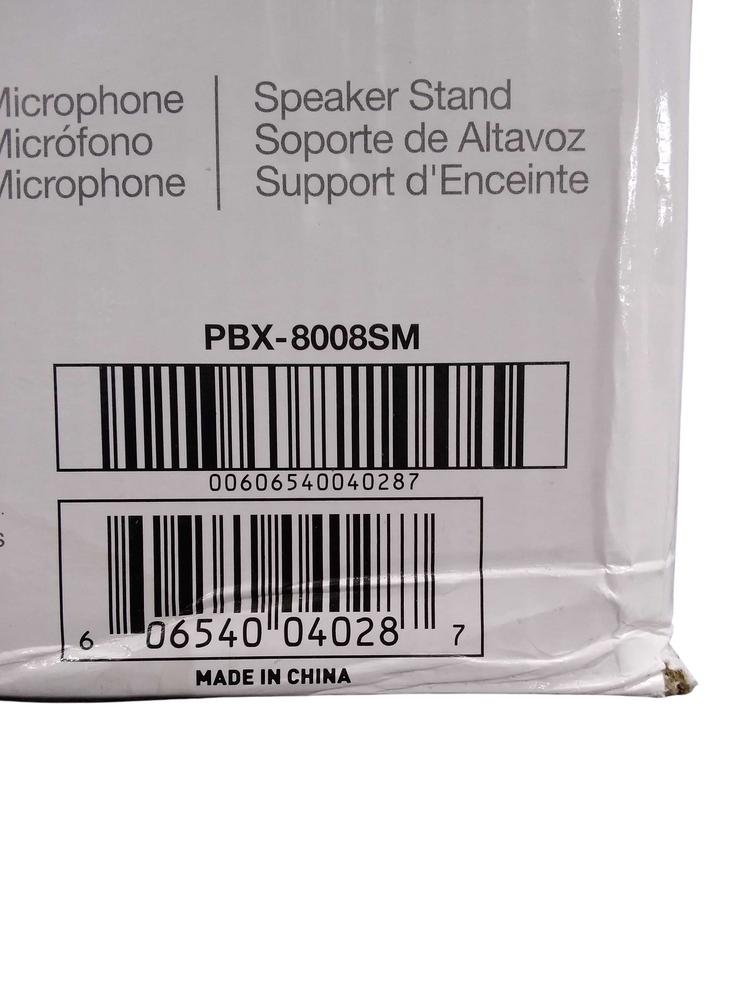 Microphone
Micrófono
Microphone
Speaker Stand
Soporte de Altavoz
Support d'Enceinte
PBX-8008SM
00606540040287
6 06540 04028 7
MADE IN CHINA